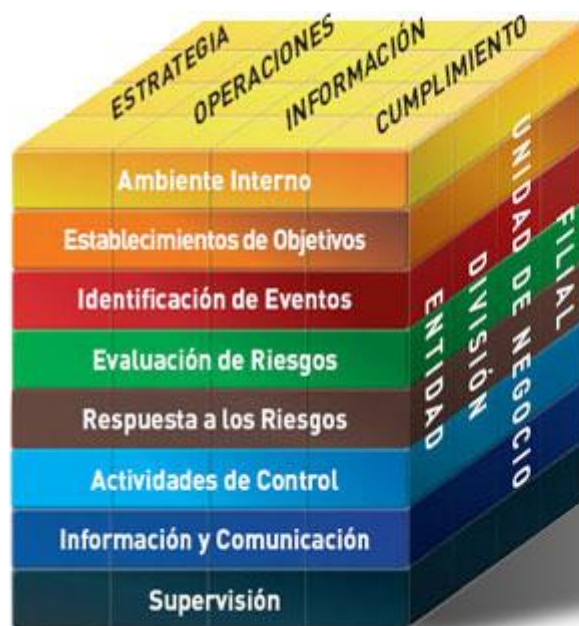 ESTRATEGIA
OPERACIONES
INFORMACIÓN
CUMPLIMIENTO
Ambiente Interno
Establecimientos de Objetivos
Identificación de Eventos
Evaluación de Riesgos
Respuesta a los Riesgos
Actividades de Control
Información y Comunicación
Supervisión
ENTIDAD
DIVISIÓN
UNIDAD DE NEGOCIO
FILIAL